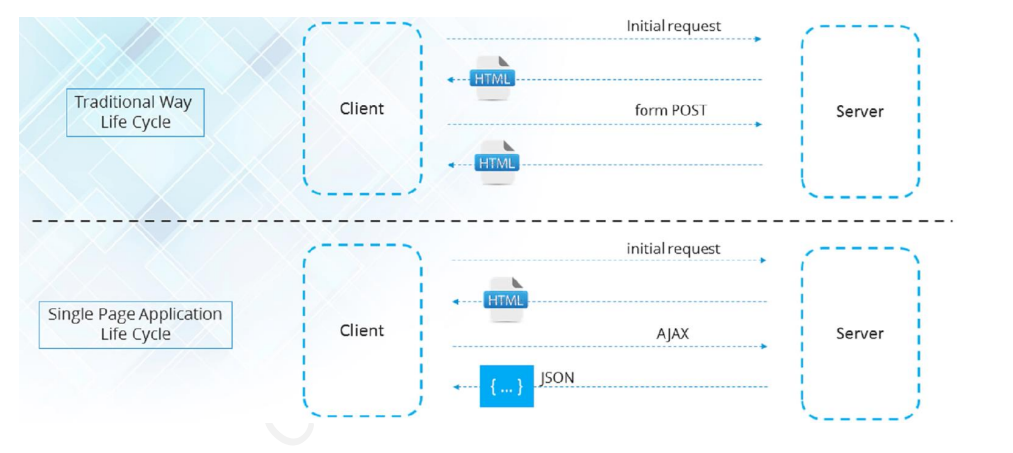 Initial request
HTML
Traditional Way
Life Cycle
Client
form POST
Server
HTML
initial request
HTML
Single Page Application
Life Cycle
Client
AJAX
Server
{ ... }
JSON